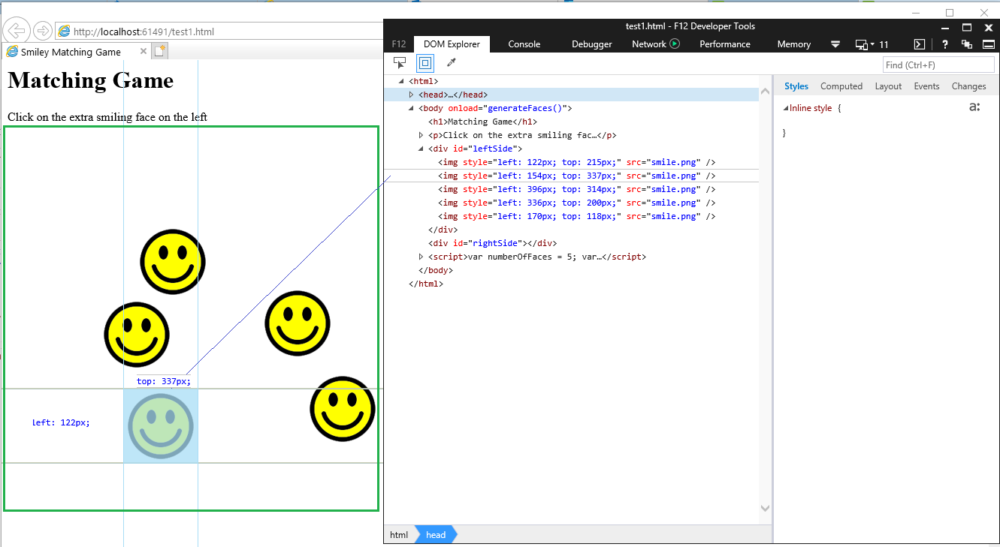 http://localhost:61491/test1.html
Smiley Matching Game
Matching Game
Click on the extra smiling face on the left
top: 337px;
left: 122px;
test1.html - F12 Developer Tools
F12 DOM Explorer Console Debugger Network Performance Memory 11 ?
Find (Ctrl+F)
<html>
<head>…</head>
<body onload="generateFaces()">
<h1>Matching Game</h1>
<p>Click on the extra smiling fac…</p>
<div id="leftSide">
<img style="left: 122px; top: 215px;" src="smile.png" />
<img style="left: 154px; top: 337px;" src="smile.png" />
<img style="left: 396px; top: 314px;" src="smile.png" />
<img style="left: 336px; top: 200px;" src="smile.png" />
<img style="left: 170px; top: 118px;" src="smile.png" />
</div>
<div id="rightSide"></div>
<script>var numberOfFaces = 5; var…</script>
</body>
</html>
html head
Styles Computed Layout Events Changes
Inline style { a:
}